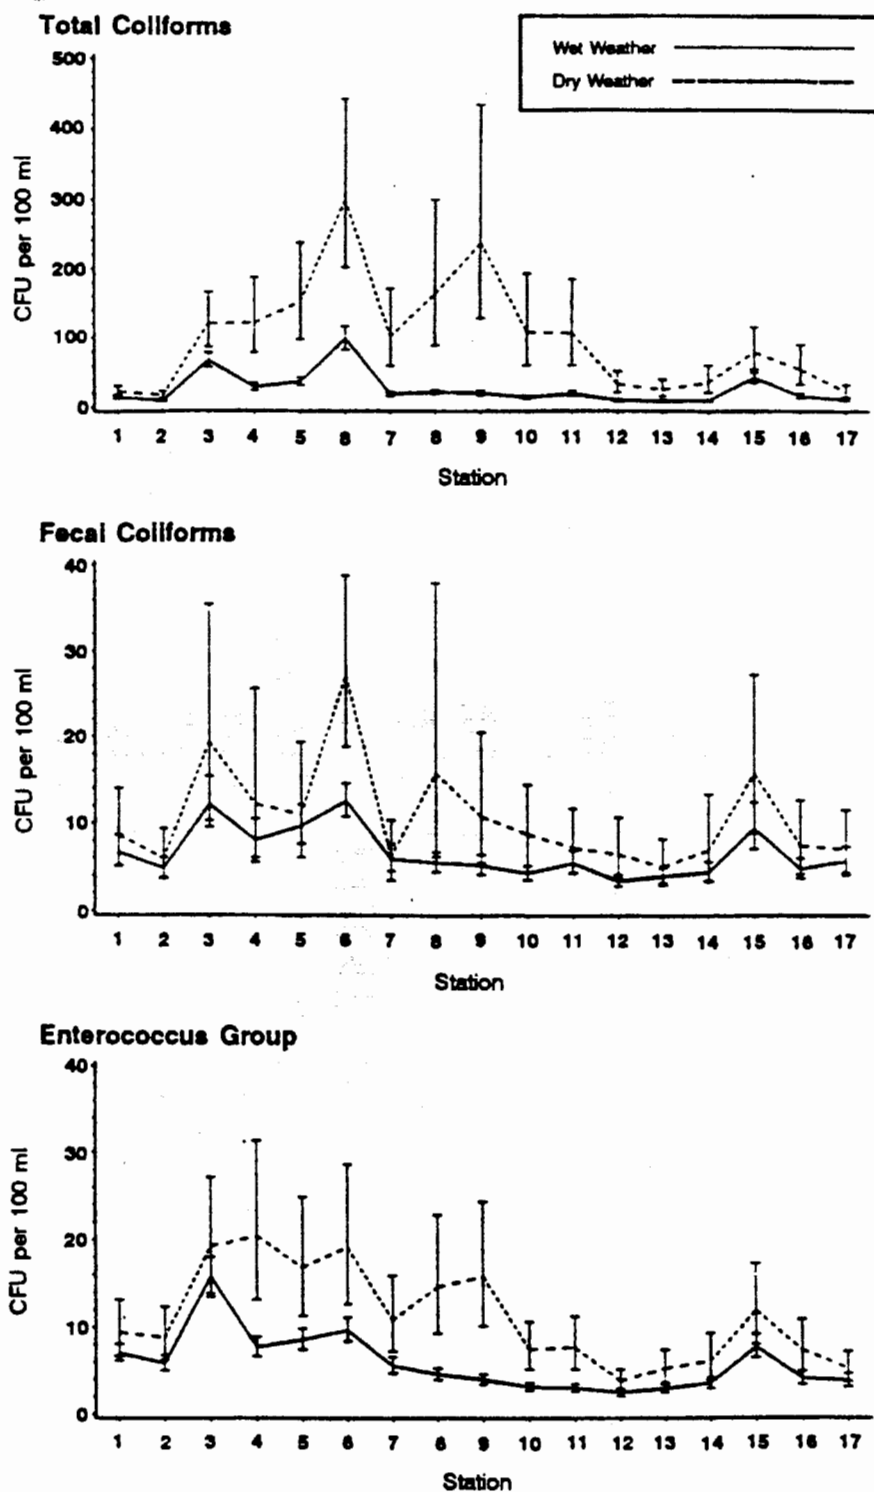 Total Coliforms
Wet Weather
Dry Weather
500
400
300
200
100
0
CFU per 100 ml
1 2 3 4 5 6 7 8 9 10 11 12 13 14 15 16 17
Station
Fecal Coliforms
40
30
20
10
0
CFU per 100 ml
1 2 3 4 5 6 7 8 9 10 11 12 13 14 15 16 17
Station
Enterococcus Group
40
30
20
10
0
CFU per 100 ml
1 2 3 4 5 6 7 8 9 10 11 12 13 14 15 16 17
Station